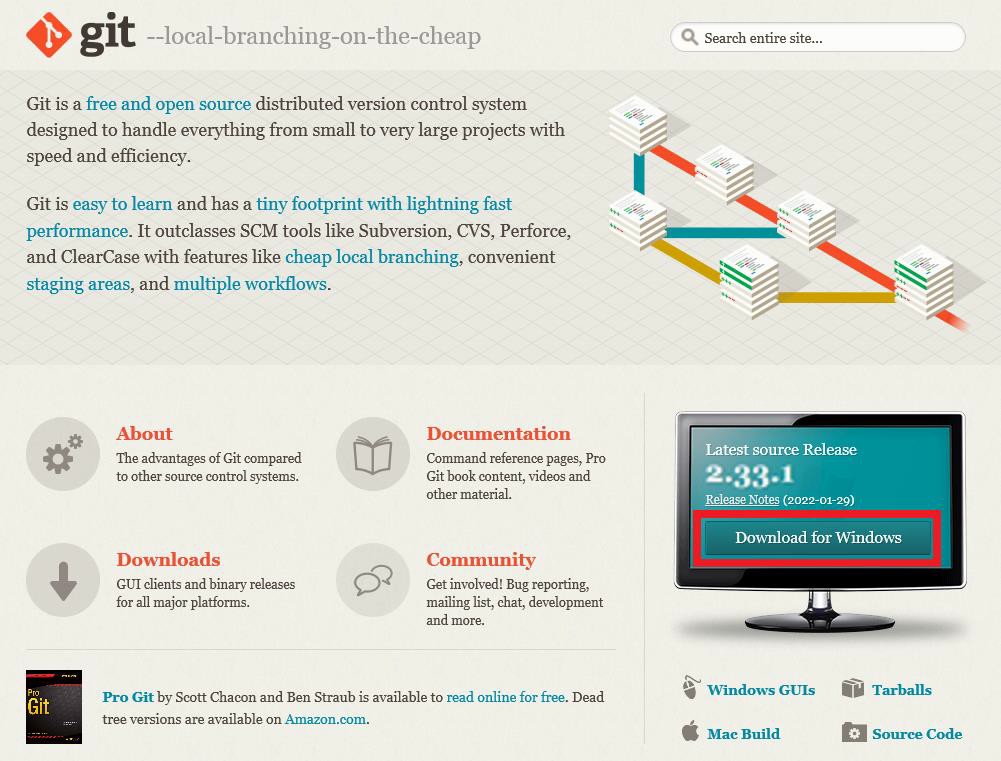 git --local-branching-on-the-cheap
Search entire site...
Git is a free and open source distributed version control system
designed to handle everything from small to very large projects with
speed and efficiency.
Git is easy to learn and has a tiny footprint with lightning fast
performance. It outclasses SCM tools like Subversion, CVS, Perforce,
and ClearCase with features like cheap local branching, convenient
staging areas, and multiple workflows.
About
The advantages of Git compared
to other source control systems.
Documentation
Command reference pages, Pro
Git book content, videos and
other material.
Downloads
GUI clients and binary releases
for all major platforms.
Community
Get involved! Bug reporting,
mailing list, chat, development
and more.
Pro
Git
Pro Git by Scott Chacon and Ben Straub is available to read online for free. Dead
tree versions are available on Amazon.com.
Latest source Release
2.33.1
Release Notes (2022-01-29)
Download for Windows
Windows GUIs
Tarballs
Mac Build
Source Code